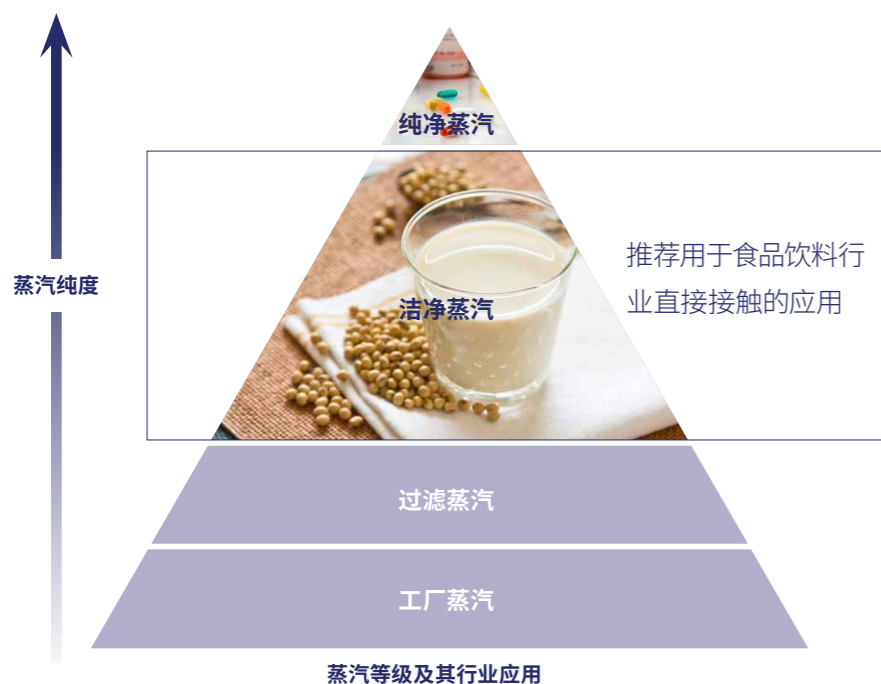 纯净蒸汽
蒸汽纯度
推荐用于食品饮料行
业直接接触的应用
洁净蒸汽
过滤蒸汽
工厂蒸汽
蒸汽等级及其行业应用